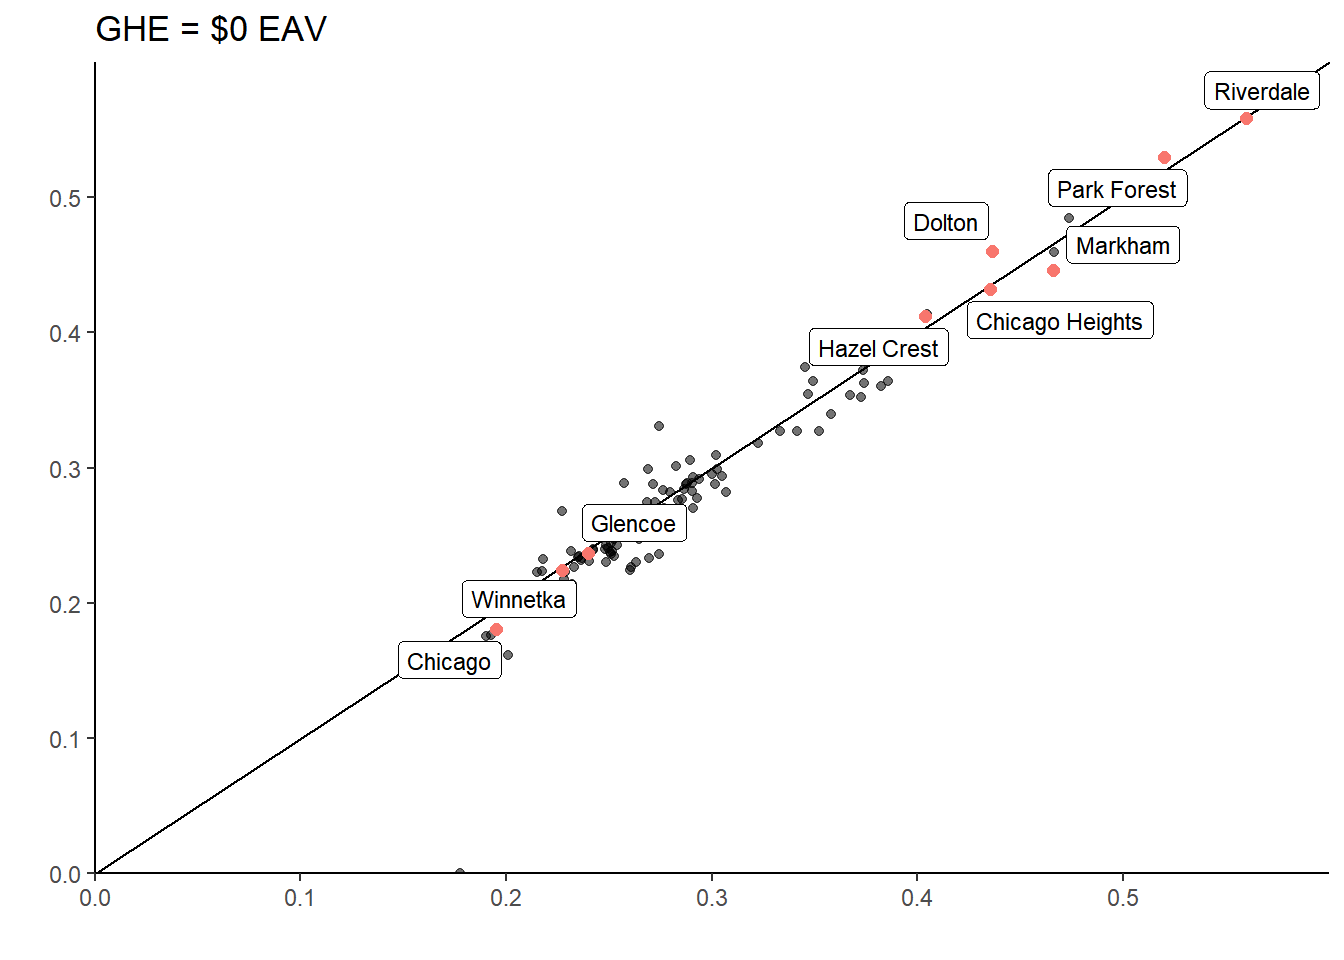 GHE = $0 EAV
Riverdale
Park Forest
Dolton
Markham
Chicago Heights
Hazel Crest
Glencoe
Winnetka
Chicago
0.5
0.4
0.3
0.2
0.1
0.0
0.0 0.1 0.2 0.3 0.4 0.5